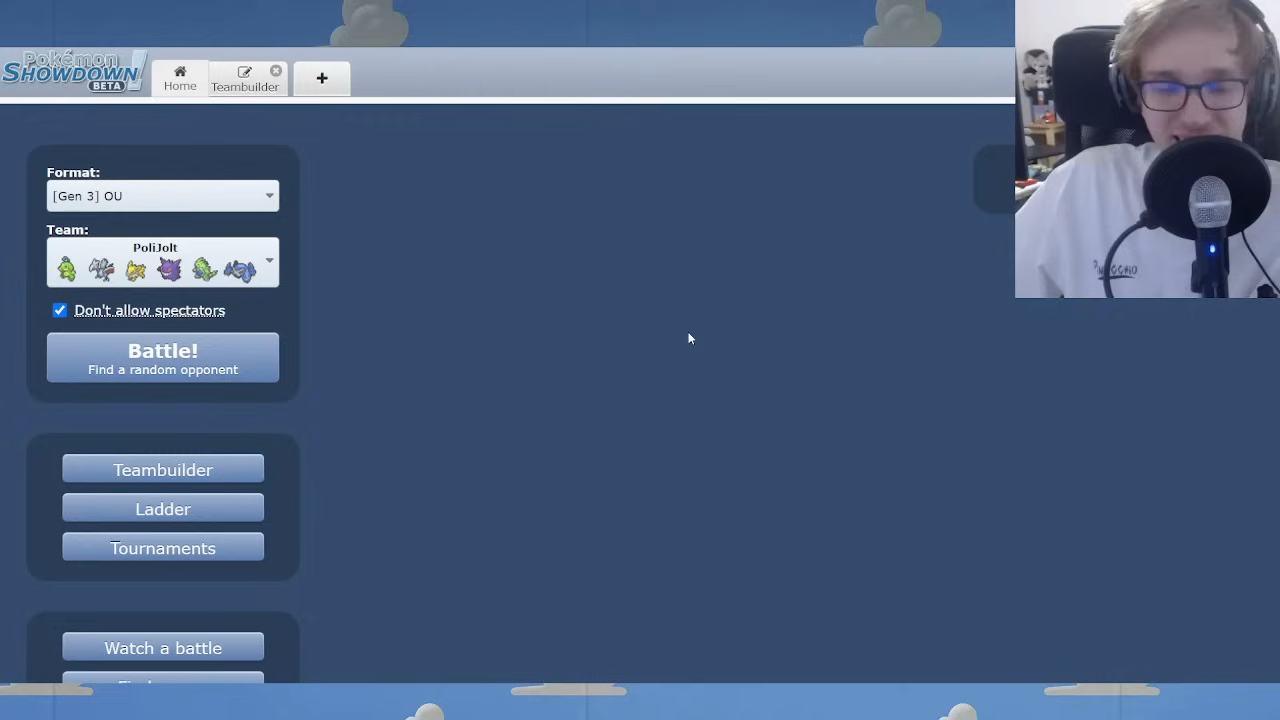 Pokémon
SHOWDOWN!
BETA
Home
Teambuilder
+
Format:
[Gen 3] OU
Team:
PoliJolt
Don't allow spectators
Battle!
Find a random opponent
Teambuilder
Ladder
Tournaments
Watch a battle